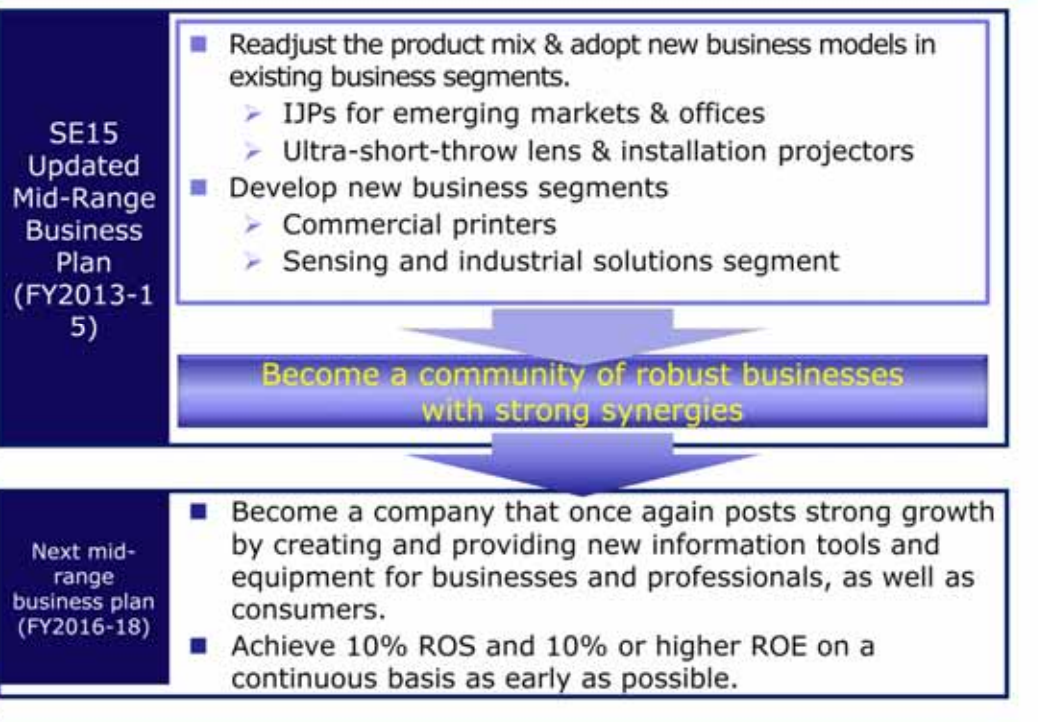 SE15
Updated
Mid-Range
Business
Plan
(FY2013-1
5)
Readjust the product mix & adopt new business models in
existing business segments.
IJPs for emerging markets & offices
Ultra-short-throw lens & installation projectors
Develop new business segments
Commercial printers
Sensing and industrial solutions segment
Become a community of robust businesses
with strong synergies
Next mid-
range
business plan
(FY2016-18)
Become a company that once again posts strong growth
by creating and providing new information tools and
equipment for businesses and professionals, as well as
consumers.
Achieve 10% ROS and 10% or higher ROE on a
continuous basis as early as possible.